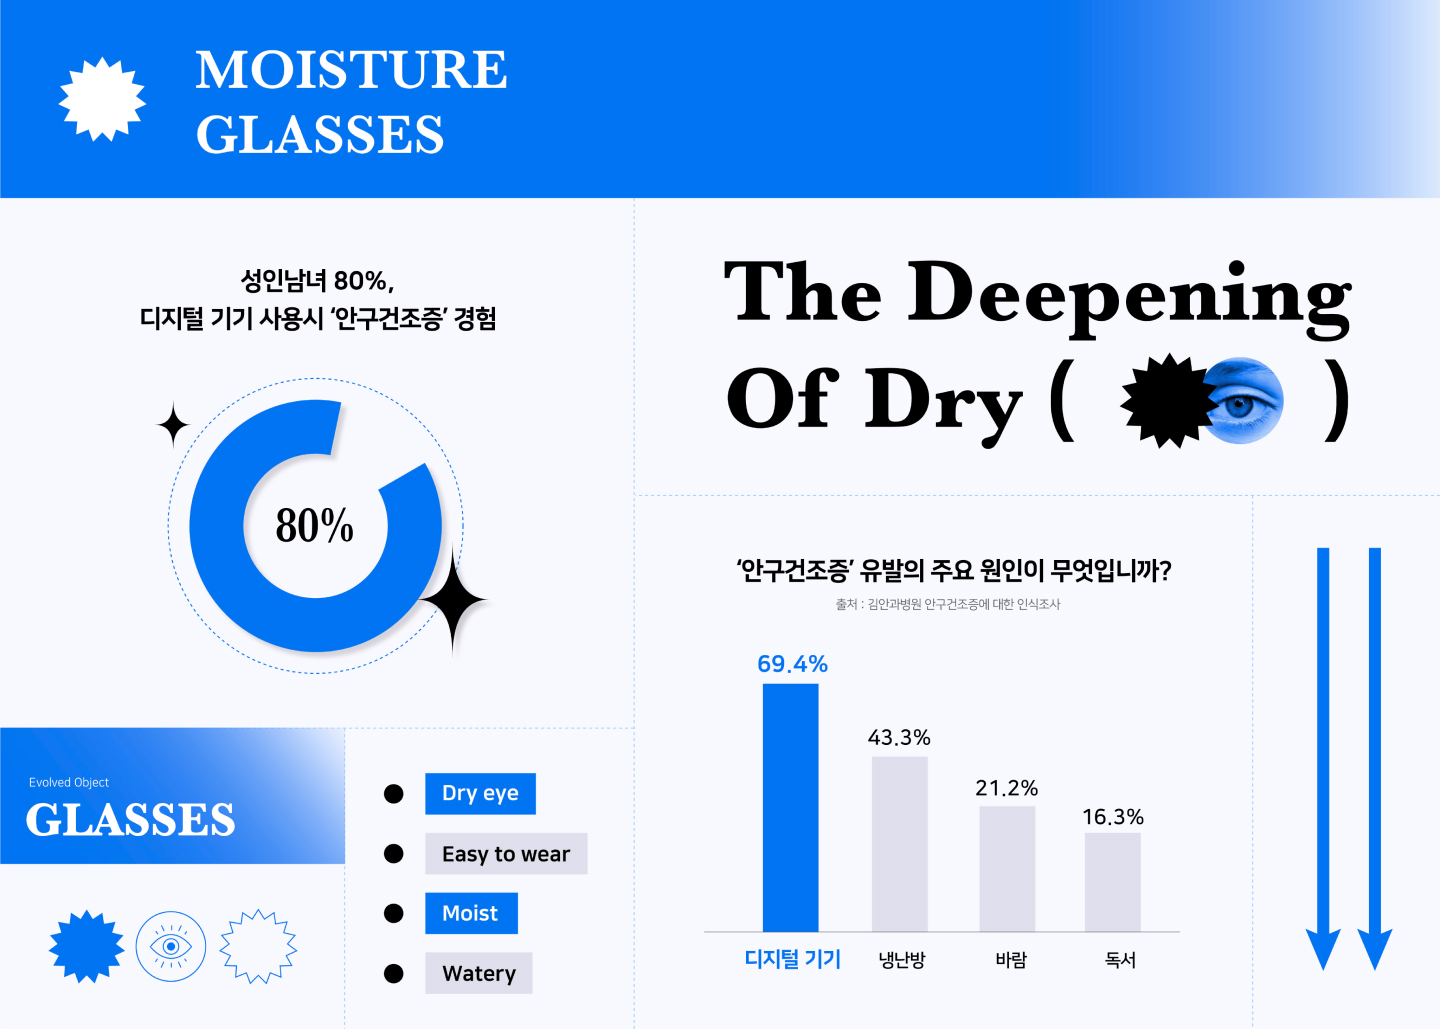 MOISTURE
GLASSES
성인남녀 80%,
디지털 기기 사용시 ‘안구건조증’ 경험
80%
The Deepening
Of Dry ( )
‘안구건조증’ 유발의 주요 원인이 무엇입니까?
출처 : 김안과병원 안구건조증에 대한 인식조사
69.4%
43.3%
21.2%
16.3%
디지털 기기
냉난방
바람
독서
Evolved Object
GLASSES
Dry eye
Easy to wear
Moist
Watery